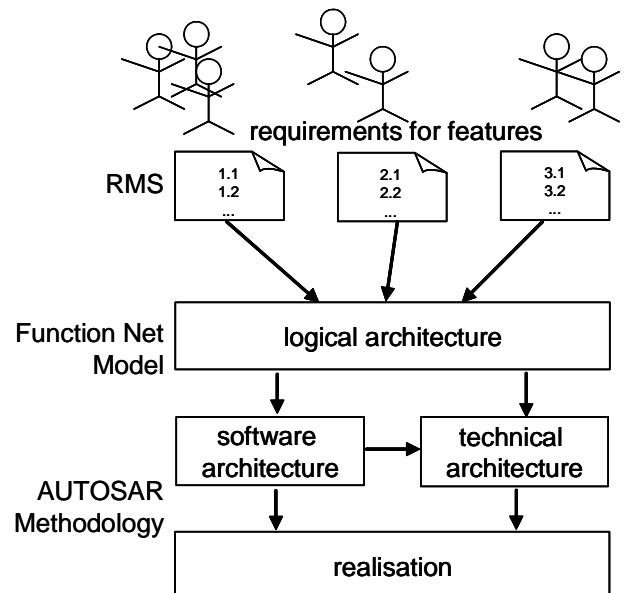 requirements for features
RMS
1.1
1.2
...
2.1
2.2
...
3.1
3.2
...
Function Net
Model
logical architecture
software
architecture
technical
architecture
AUTOSAR
Methodology
realisation